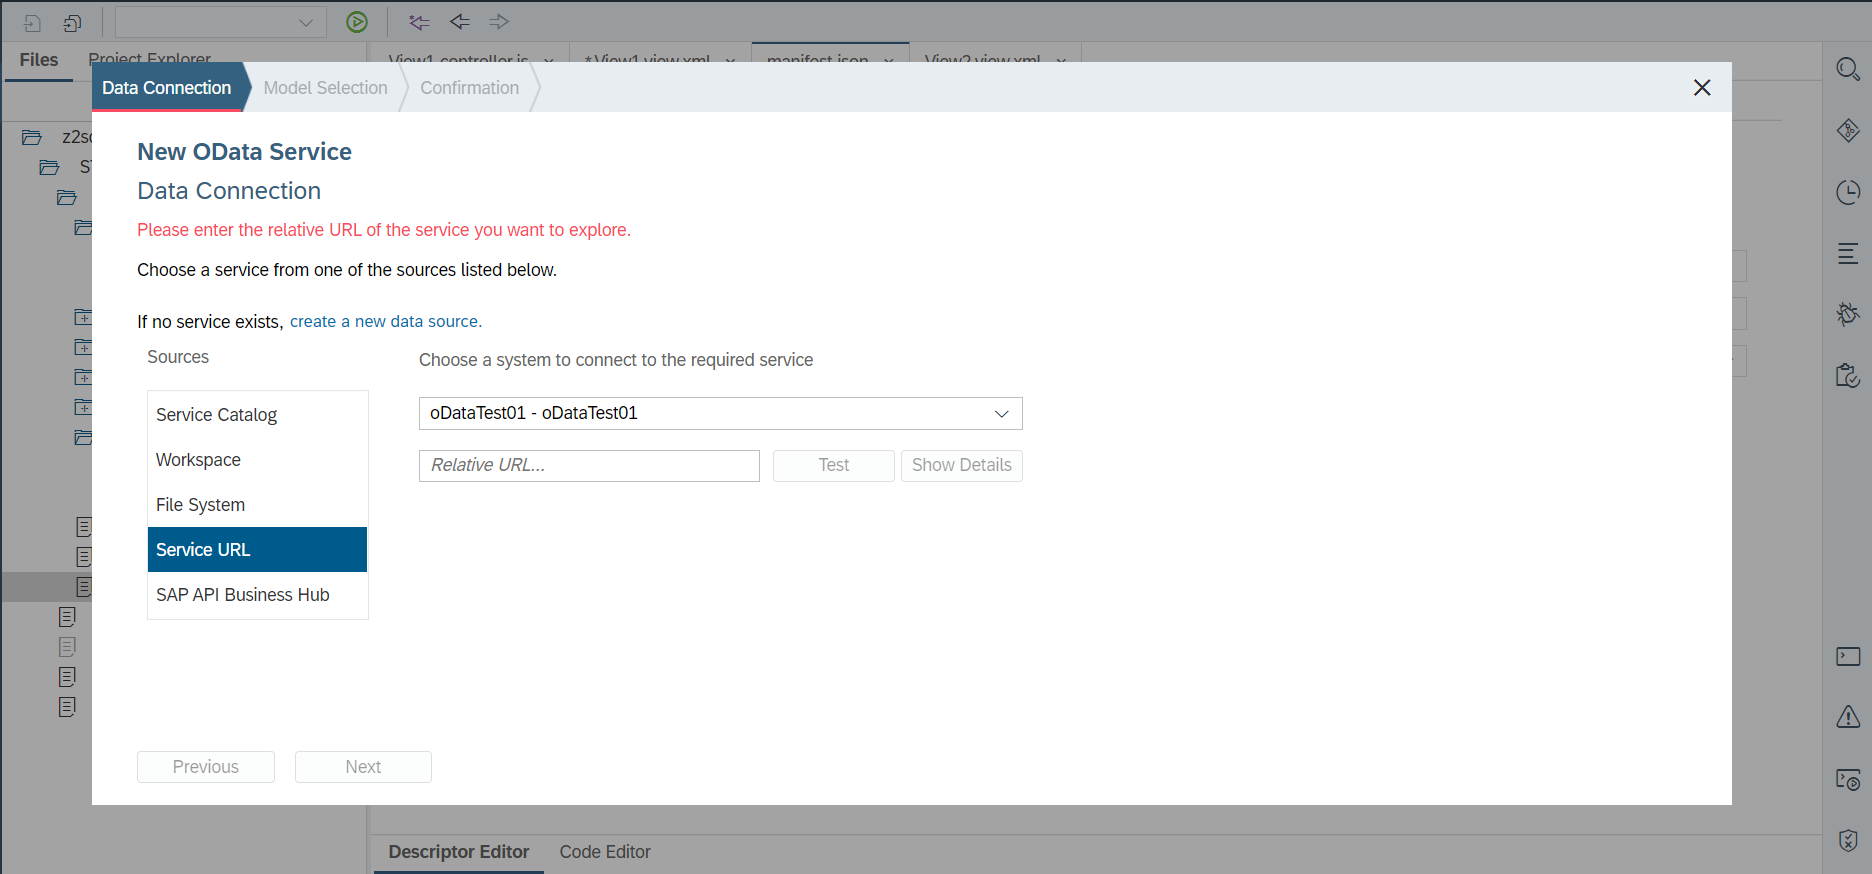 Files
Project Explorer
View1.controller.js
*View1.view.xml
manifest.json
View2.view.xml
Data Connection
Model Selection
Confirmation
z2so
New OData Service
Data Connection
Please enter the relative URL of the service you want to explore.
Choose a service from one of the sources listed below.
If no service exists, create a new data source.
Sources
Choose a system to connect to the required service
Service Catalog
oDataTest01 - oDataTest01
Workspace
Relative URL...
Test
Show Details
File System
Service URL
SAP API Business Hub
Previous
Next
Descriptor Editor
Code Editor